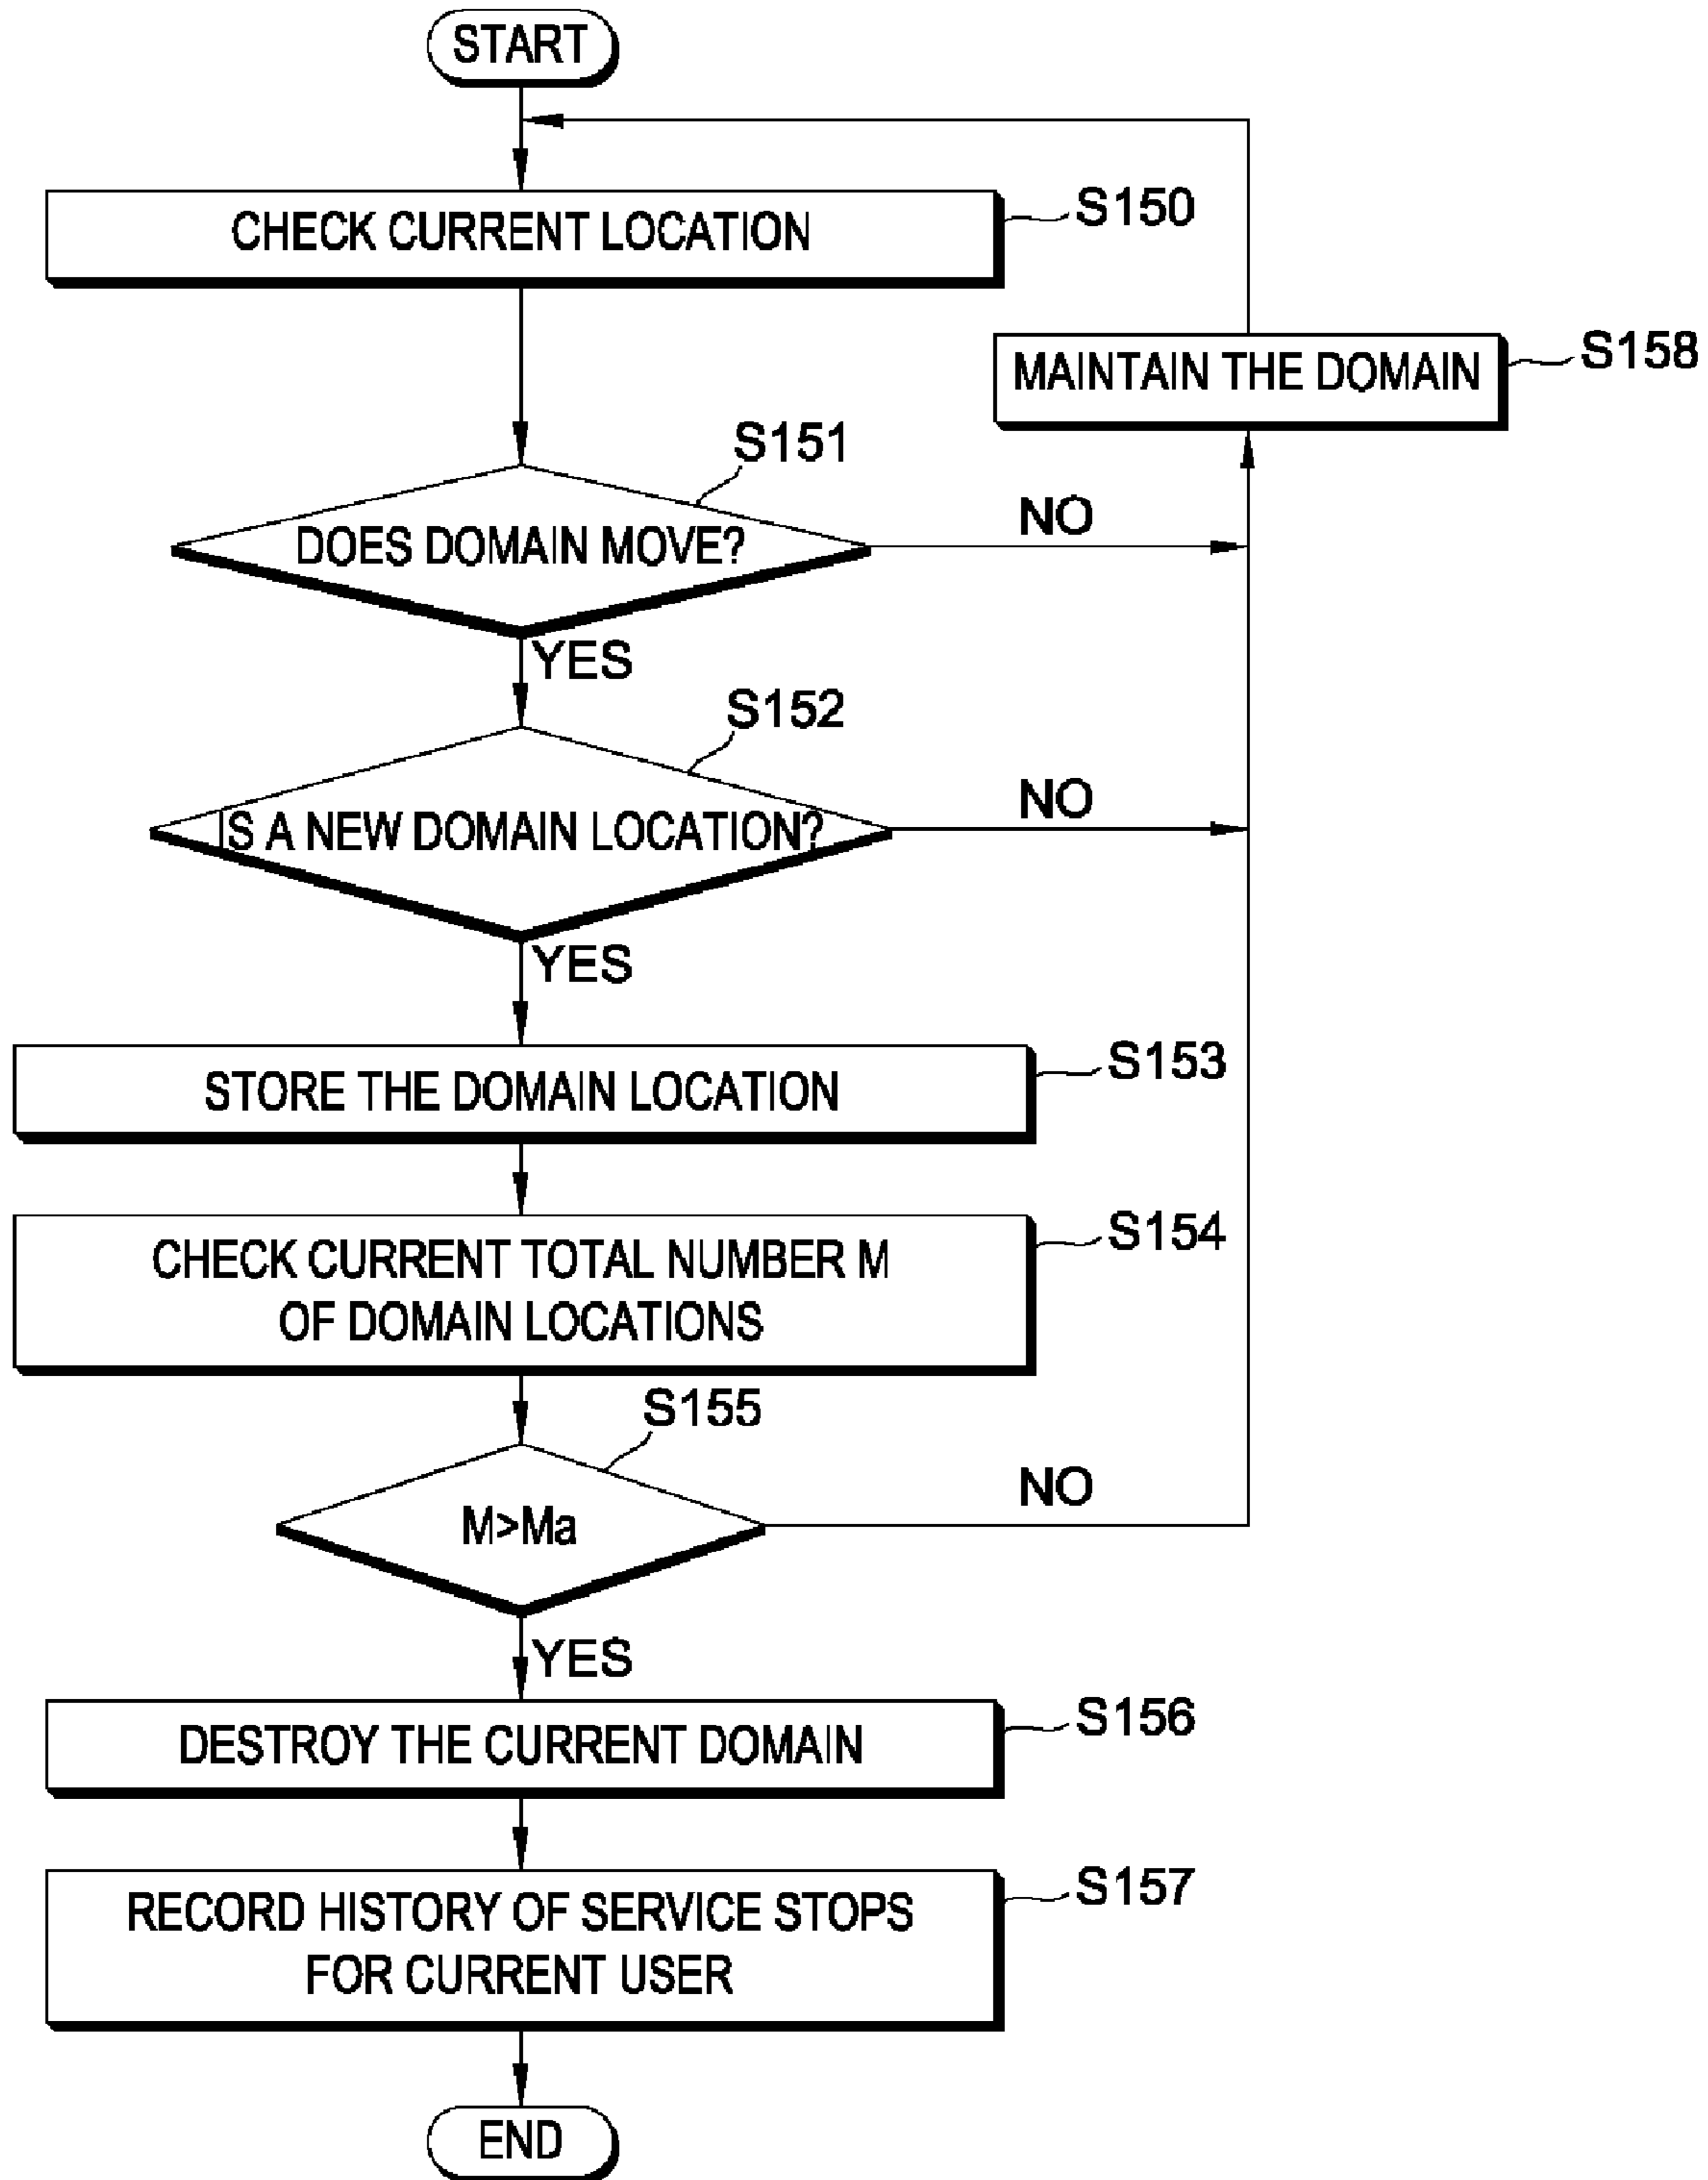 START
CHECK CURRENT LOCATION
S150
MAINTAIN THE DOMAIN
S158
S151
DOES DOMAIN MOVE?
NO
YES
S152
IS A NEW DOMAIN LOCATION?
NO
YES
STORE THE DOMAIN LOCATION
S153
CHECK CURRENT TOTAL NUMBER M
OF DOMAIN LOCATIONS
S154
S155
M>Ma
NO
YES
DESTROY THE CURRENT DOMAIN
S156
RECORD HISTORY OF SERVICE STOPS
FOR CURRENT USER
S157
END